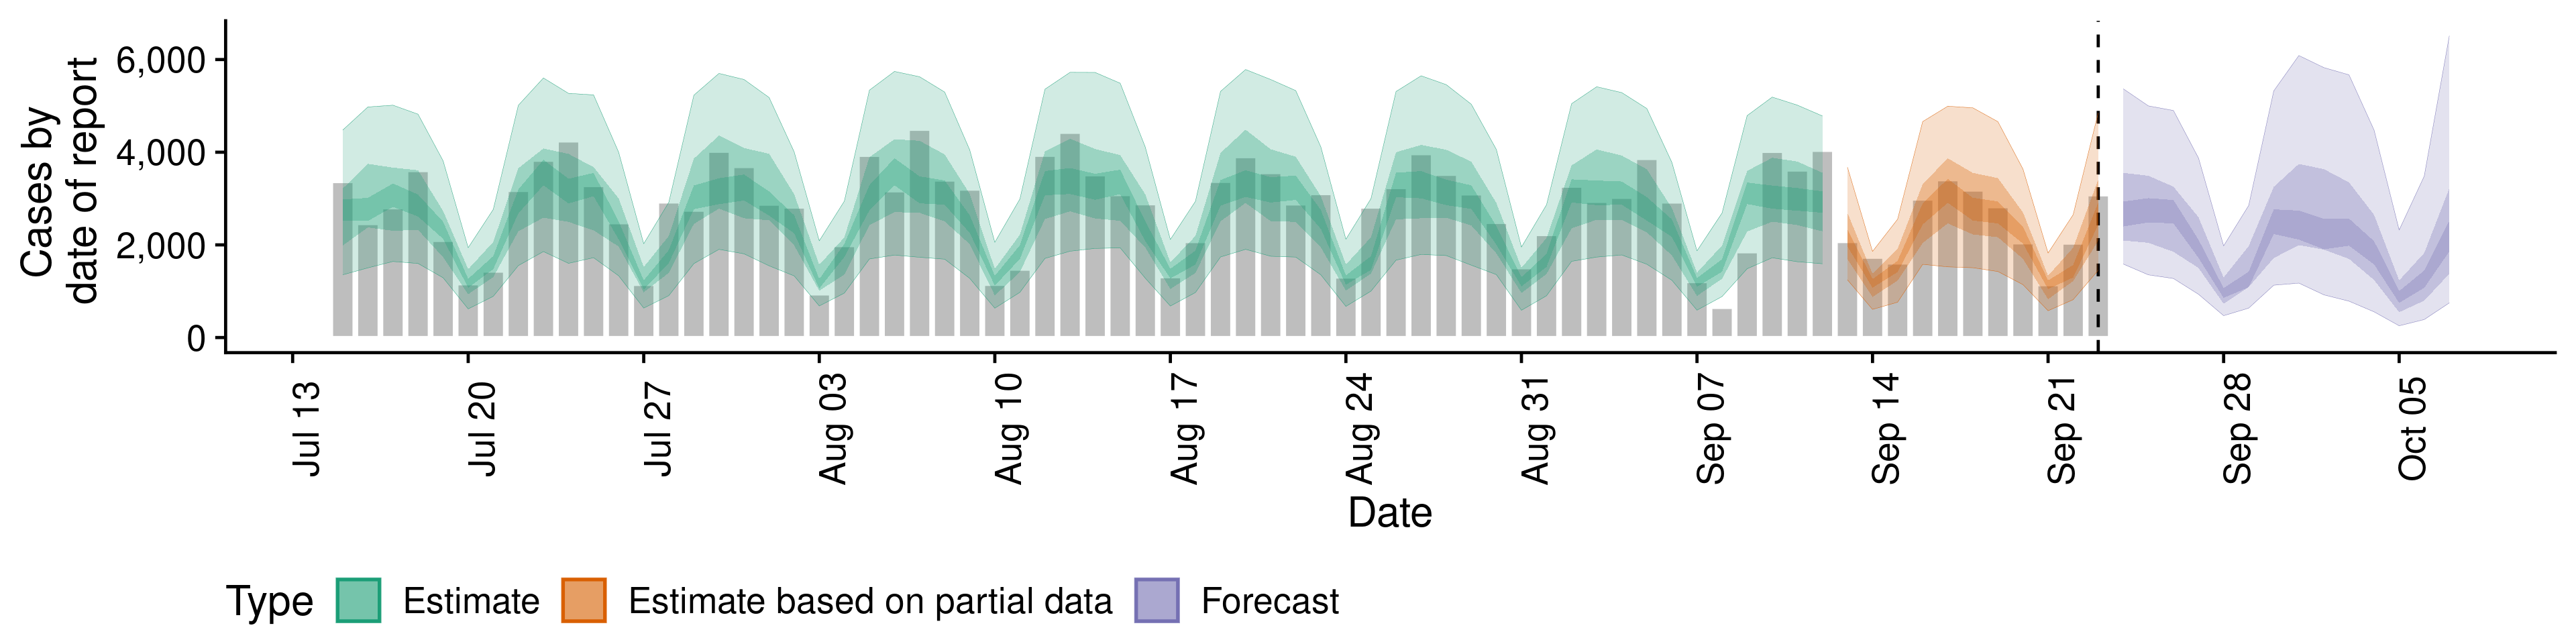 Cases by
date of report
6,000
4,000
2,000
0
Jul 13
Jul 20
Jul 27
Aug 03
Aug 10
Aug 17
Aug 24
Aug 31
Sep 07
Sep 14
Sep 21
Sep 28
Oct 05
Date
Type Estimate Estimate based on partial data Forecast